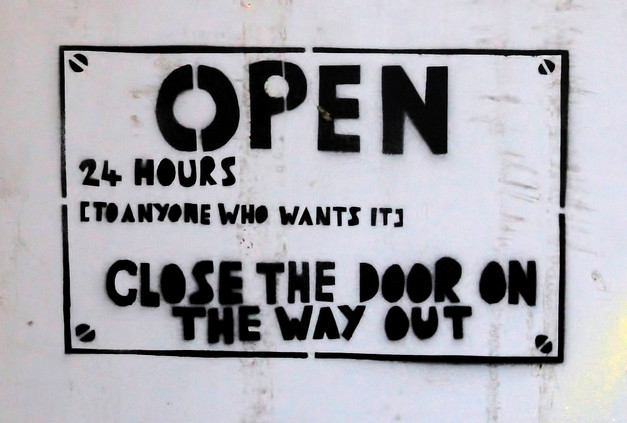 OPEN
24 HOURS
[TO ANYONE WHO WANTS IT]
CLOSE THE DOOR ON
THE WAY OUT